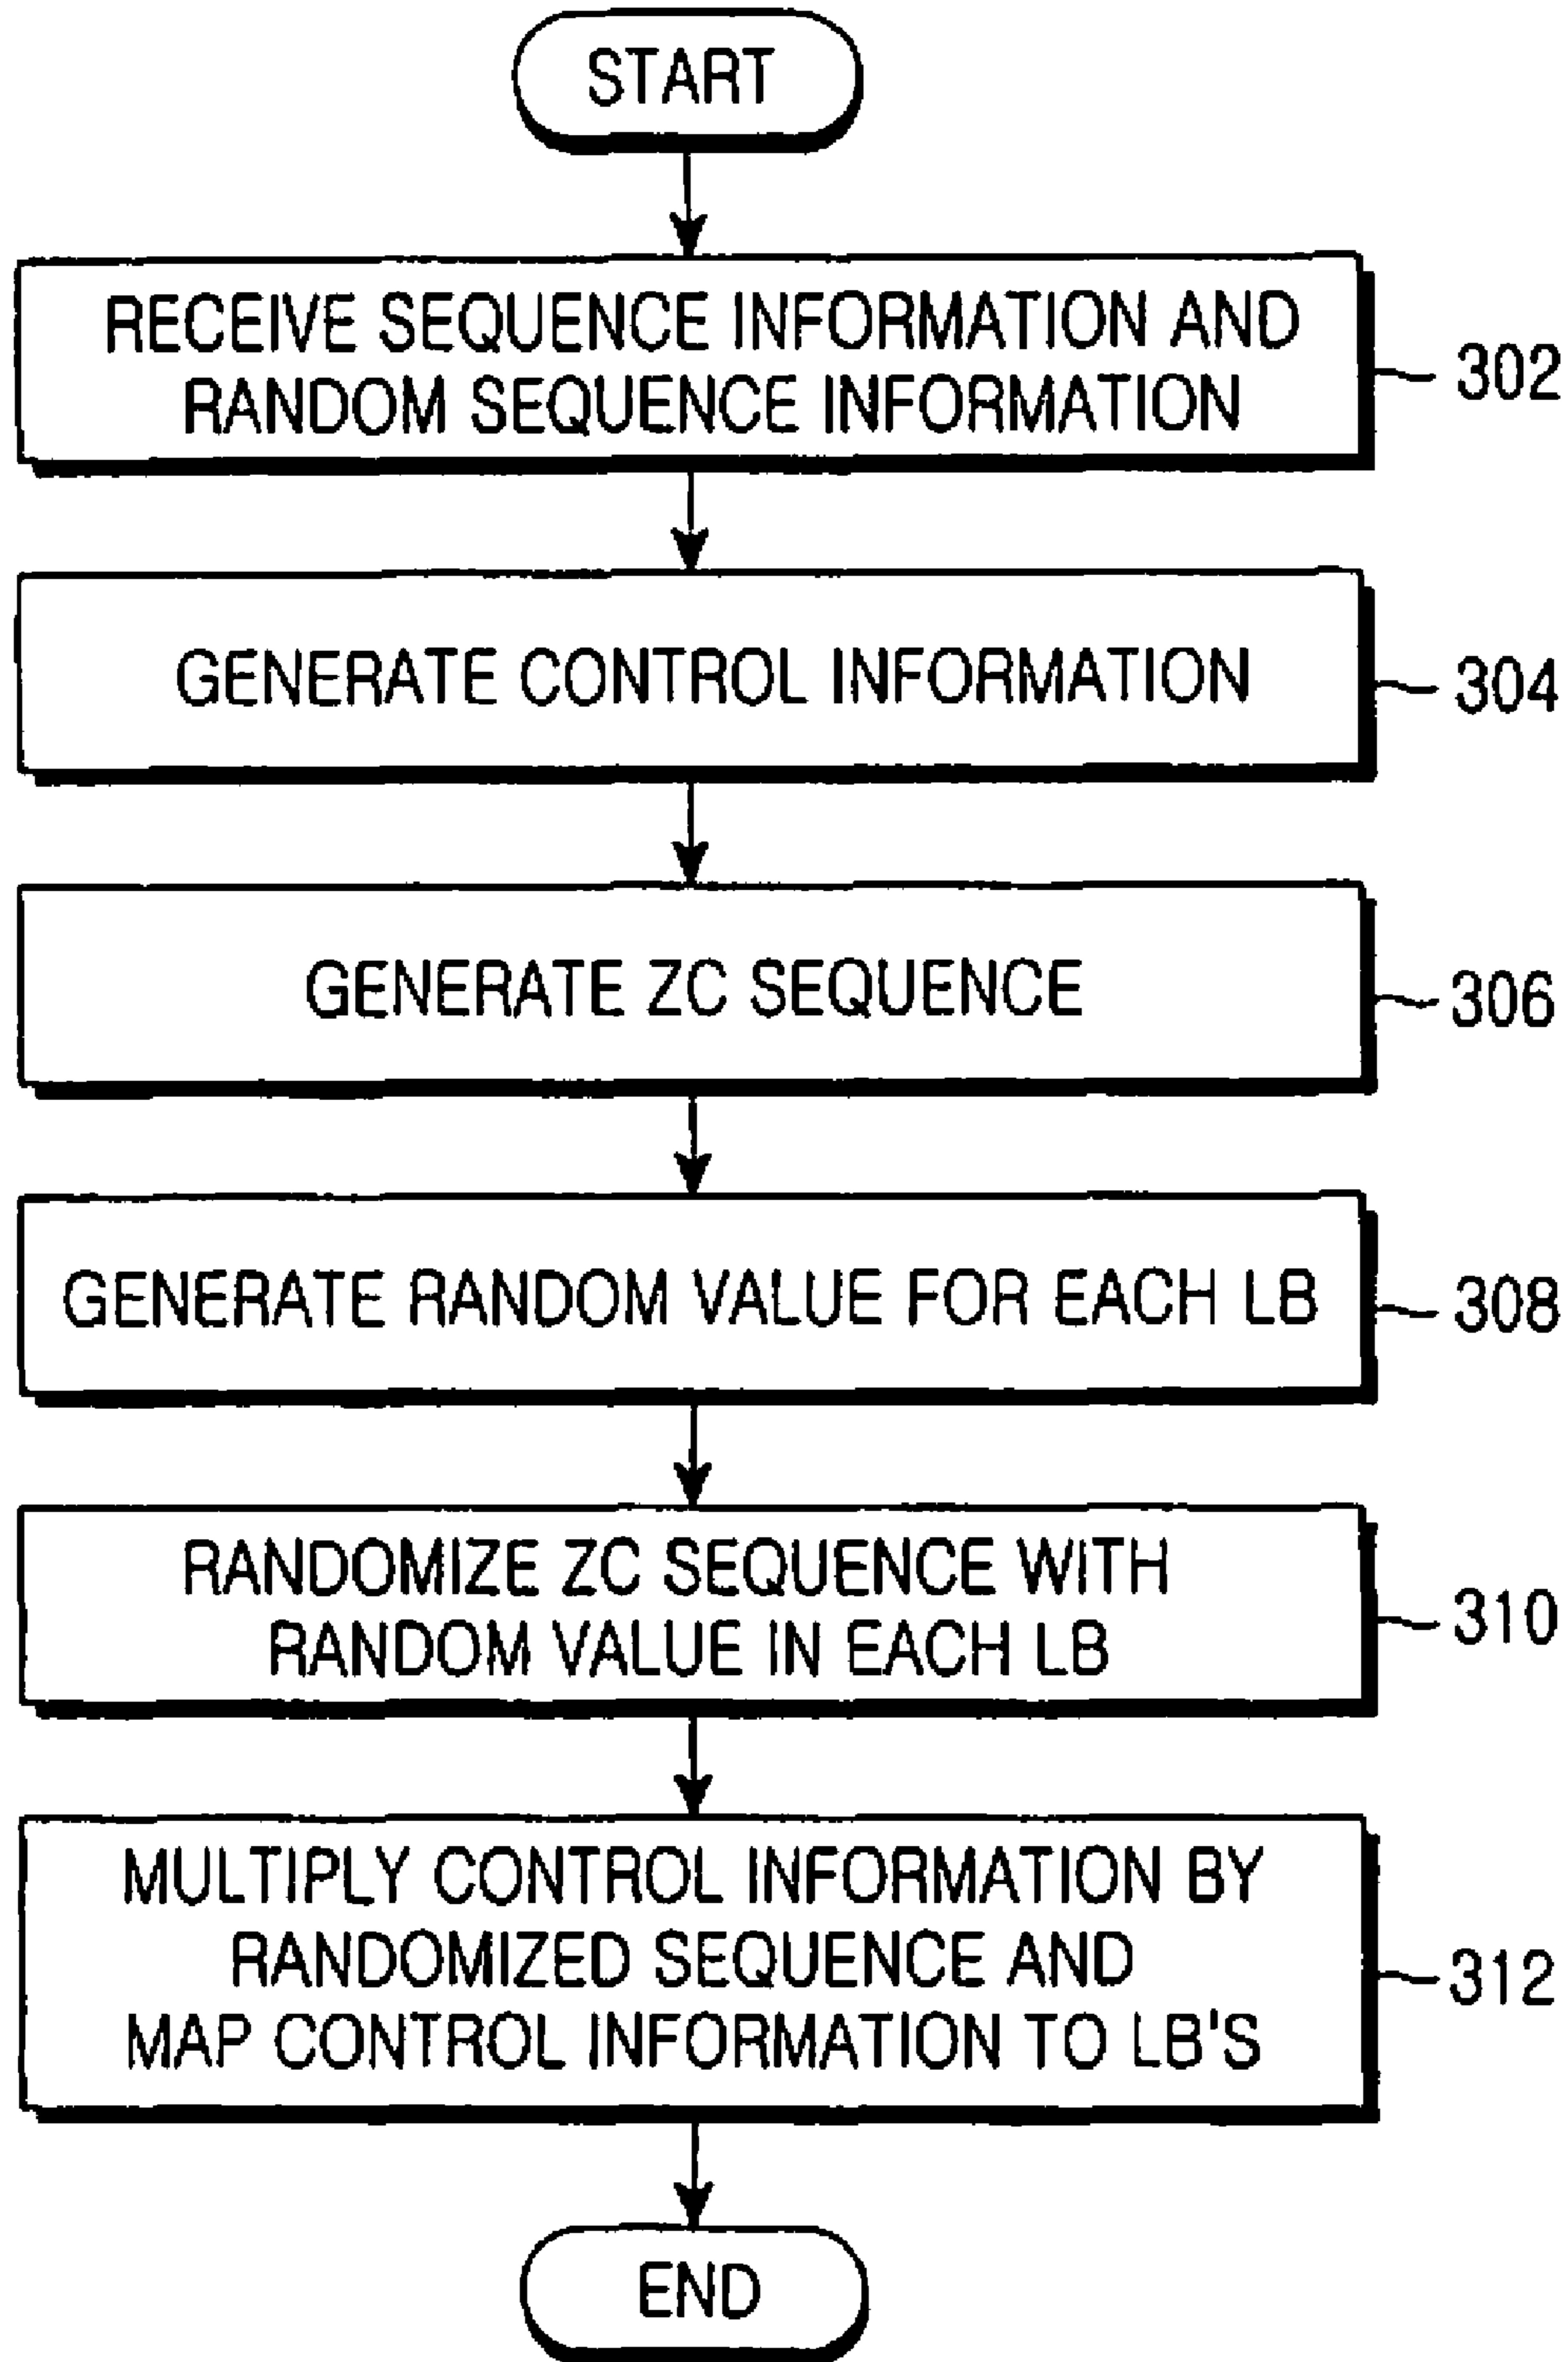 START
RECEIVE SEQUENCE INFORMATION AND
RANDOM SEQUENCE INFORMATION
302
GENERATE CONTROL INFORMATION
304
GENERATE ZC SEQUENCE
306
GENERATE RANDOM VALUE FOR EACH LB
308
RANDOMIZE ZC SEQUENCE WITH
RANDOM VALUE IN EACH LB
310
MULTIPLY CONTROL INFORMATION BY
RANDOMIZED SEQUENCE AND
MAP CONTROL INFORMATION TO LB'S
312
END